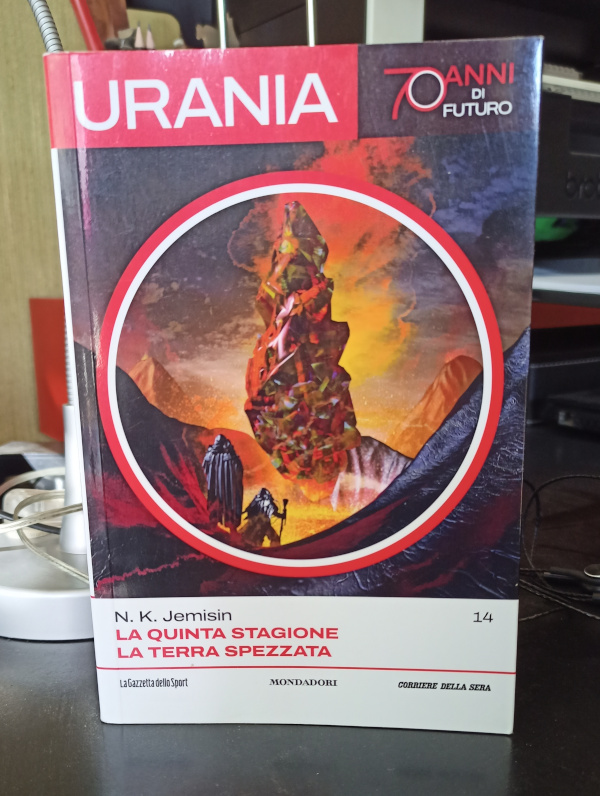 URANIA
70 ANNI
DI
FUTURO
N. K. Jemisin
14
LA QUINTA STAGIONE
LA TERRA SPEZZATA
La Gazzetta dello Sport
MONDADORI
CORRIERE DELLA SERA